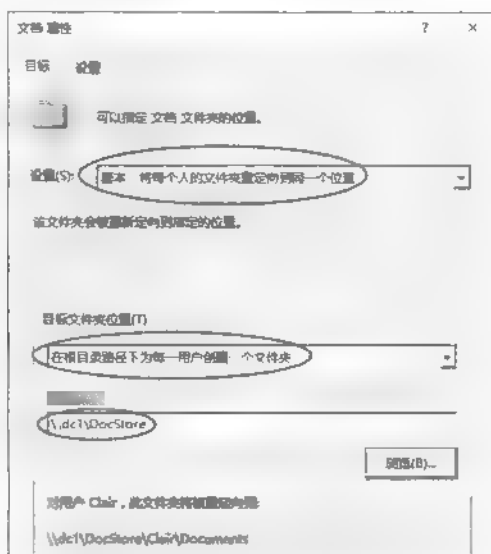 文档 属性
? ×
目标 设置
可以指定 文档 文件夹的位置。
设置(S): 基本 将每个人的文件夹重定向到同一个位置
该文件夹会被重新定向到指定的位置。
目标文件夹位置(T)
在根目录路径下为每一用户创建一个文件夹
\\dc1\DocStore
浏览(B)...
对用户 Clair，此文件夹将被重定向到:
\\dc1\DocStore\Clair\Documents